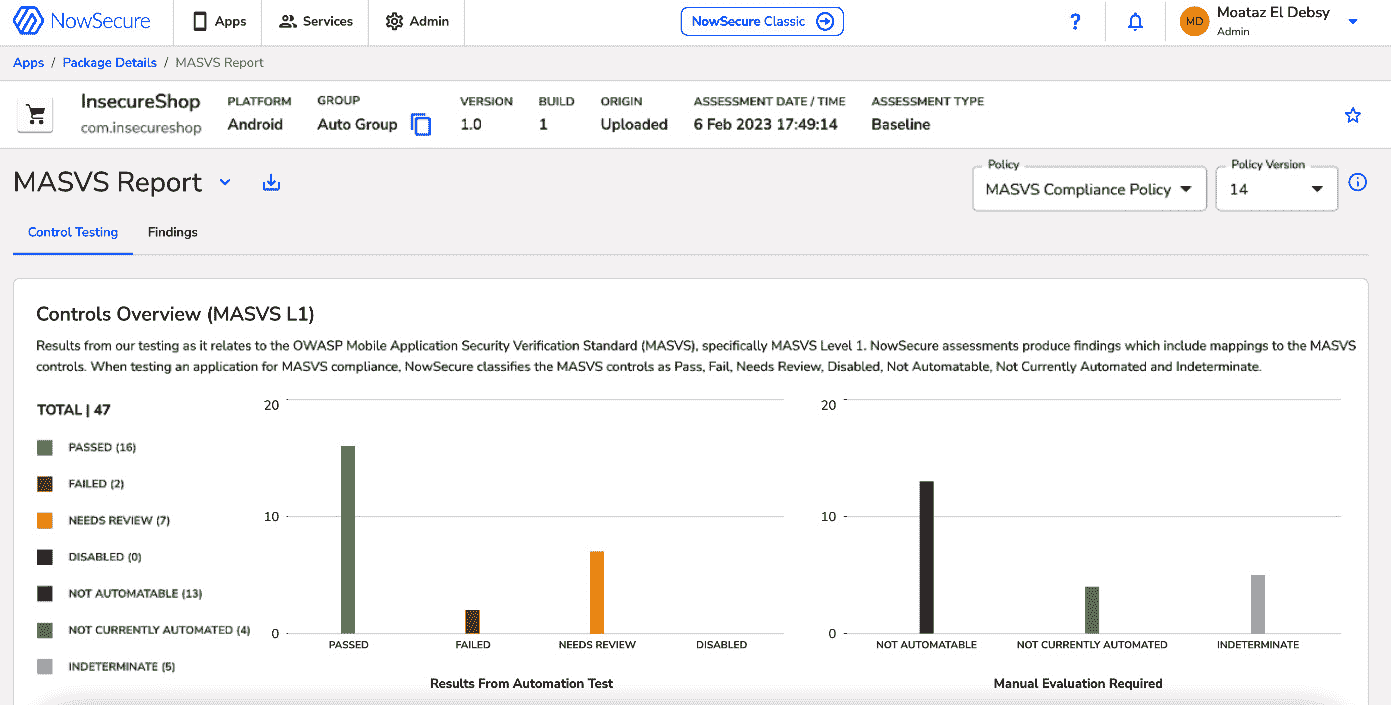 NowSecure
Apps
Services
Admin
NowSecure Classic
?
MD
Moataz El Debsy
Admin
Apps / Package Details / MASVS Report
InsecureShop
com.insecureshop
PLATFORM
Android
GROUP
Auto Group
VERSION
1.0
BUILD
1
ORIGIN
Uploaded
ASSESSMENT DATE / TIME
6 Feb 2023 17:49:14
ASSESSMENT TYPE
Baseline
MASVS Report
Policy
MASVS Compliance Policy
Policy Version
14
Control Testing
Findings
Controls Overview (MASVS L1)
Results from our testing as it relates to the OWASP Mobile Application Security Verification Standard (MASVS), specifically MASVS Level 1. NowSecure assessments produce findings which include mappings to the MASVS
controls. When testing an application for MASVS compliance, NowSecure classifies the MASVS controls as Pass, Fail, Needs Review, Disabled, Not Automatable, Not Currently Automated and Indeterminate.
TOTAL | 47
PASSED (16)
FAILED (2)
NEEDS REVIEW (7)
DISABLED (0)
NOT AUTOMATABLE (13)
NOT CURRENTLY AUTOMATED (4)
INDETERMINATE (5)
20
10
0
PASSED
FAILED
NEEDS REVIEW
DISABLED
Results From Automation Test
20
10
0
NOT AUTOMATABLE
NOT CURRENTLY AUTOMATED
INDETERMINATE
Manual Evaluation Required